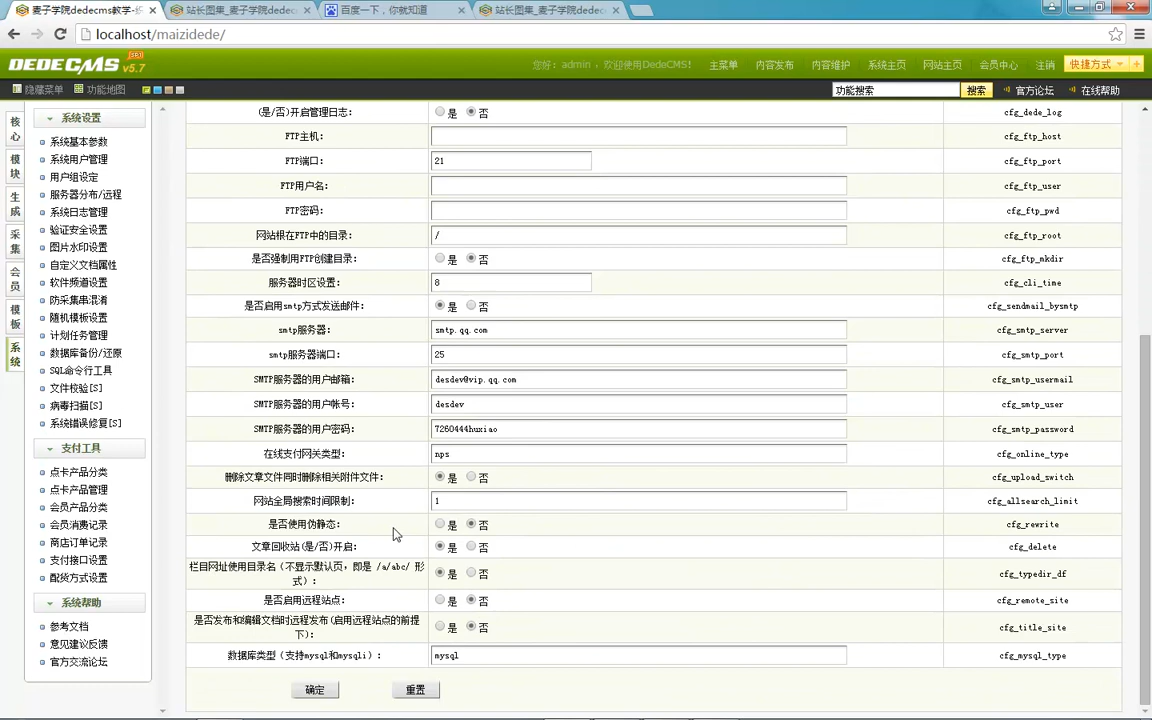 麦子学院dedecms教学-织
站长图集_麦子学院dedec
百度一下，你就知道
站长图集_麦子学院dedec
localhost/maizidede/
DEDECMS v5.7
您好：admin ，欢迎使用DedeCMS！ 主菜单 内容发布 内容维护 系统主页 网站主页 会员中心 注销 快捷方式 +
隐藏菜单 功能地图 功能搜索 搜索 官方论坛 在线帮助
核心
模块
生成
采集
会员
模板
系统
系统设置
系统基本参数
系统用户管理
用户组设定
服务器分布/远程
系统日志管理
验证安全设置
图片水印设置
自定义文档属性
软件频道设置
防采集串混淆
随机模板设置
计划任务管理
数据库备份/还原
SQL命令行工具
文件校验[S]
病毒扫描[S]
系统错误修复[S]
支付工具
点卡产品分类
点卡产品管理
会员产品分类
会员消费记录
商店订单记录
支付接口设置
配货方式设置
系统帮助
参考文档
意见建议反馈
官方交流论坛
(是/否)开启管理日志: 是 否 cfg_dede_log
FTP主机: cfg_ftp_host
FTP端口: 21 cfg_ftp_port
FTP用户名: cfg_ftp_user
FTP密码: cfg_ftp_pwd
网站根在FTP中的目录: / cfg_ftp_root
是否强制用FTP创建目录: 是 否 cfg_ftp_mkdir
服务器时区设置: 8 cfg_cli_time
是否启用smtp方式发送邮件: 是 否 cfg_sendmail_bysmtp
smtp服务器: smtp.qq.com cfg_smtp_server
smtp服务器端口: 25 cfg_smtp_port
SMTP服务器的用户邮箱: desdev@vip.qq.com cfg_smtp_usermail
SMTP服务器的用户帐号: desdev cfg_smtp_user
SMTP服务器的用户密码: 7260444huxiao cfg_smtp_password
在线支付网关类型: nps cfg_online_type
删除文章文件同时删除相关附件文件: 是 否 cfg_upload_switch
网站全局搜索时间限制: 1 cfg_allsearch_limit
是否使用伪静态: 是 否 cfg_rewrite
文章回收站(是/否)开启: 是 否 cfg_delete
栏目网址使用目录名（不显示默认页，即是 /a/abc/ 形
式）: 是 否 cfg_typedir_df
是否启用远程站点: 是 否 cfg_remote_site
是否发布和编辑文档时远程发布(启用远程站点的前提
下): 是 否 cfg_title_site
数据库类型（支持mysql和mysqli）: mysql cfg_mysql_type
确定 重置